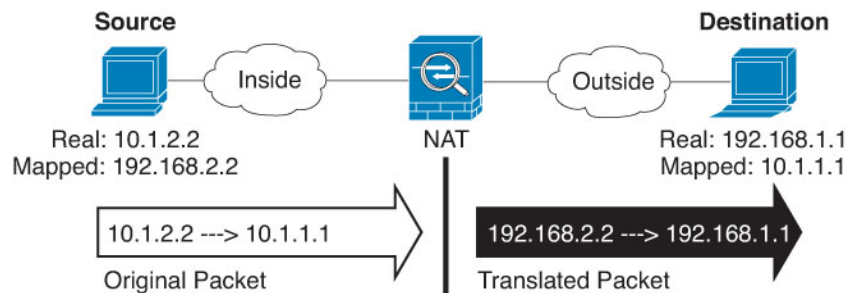 Source
Destination
Inside
Outside
NAT
Real: 10.1.2.2
Mapped: 192.168.2.2
Real: 192.168.1.1
Mapped: 10.1.1.1
10.1.2.2 ---> 10.1.1.1
192.168.2.2 ---> 192.168.1.1
Original Packet
Translated Packet